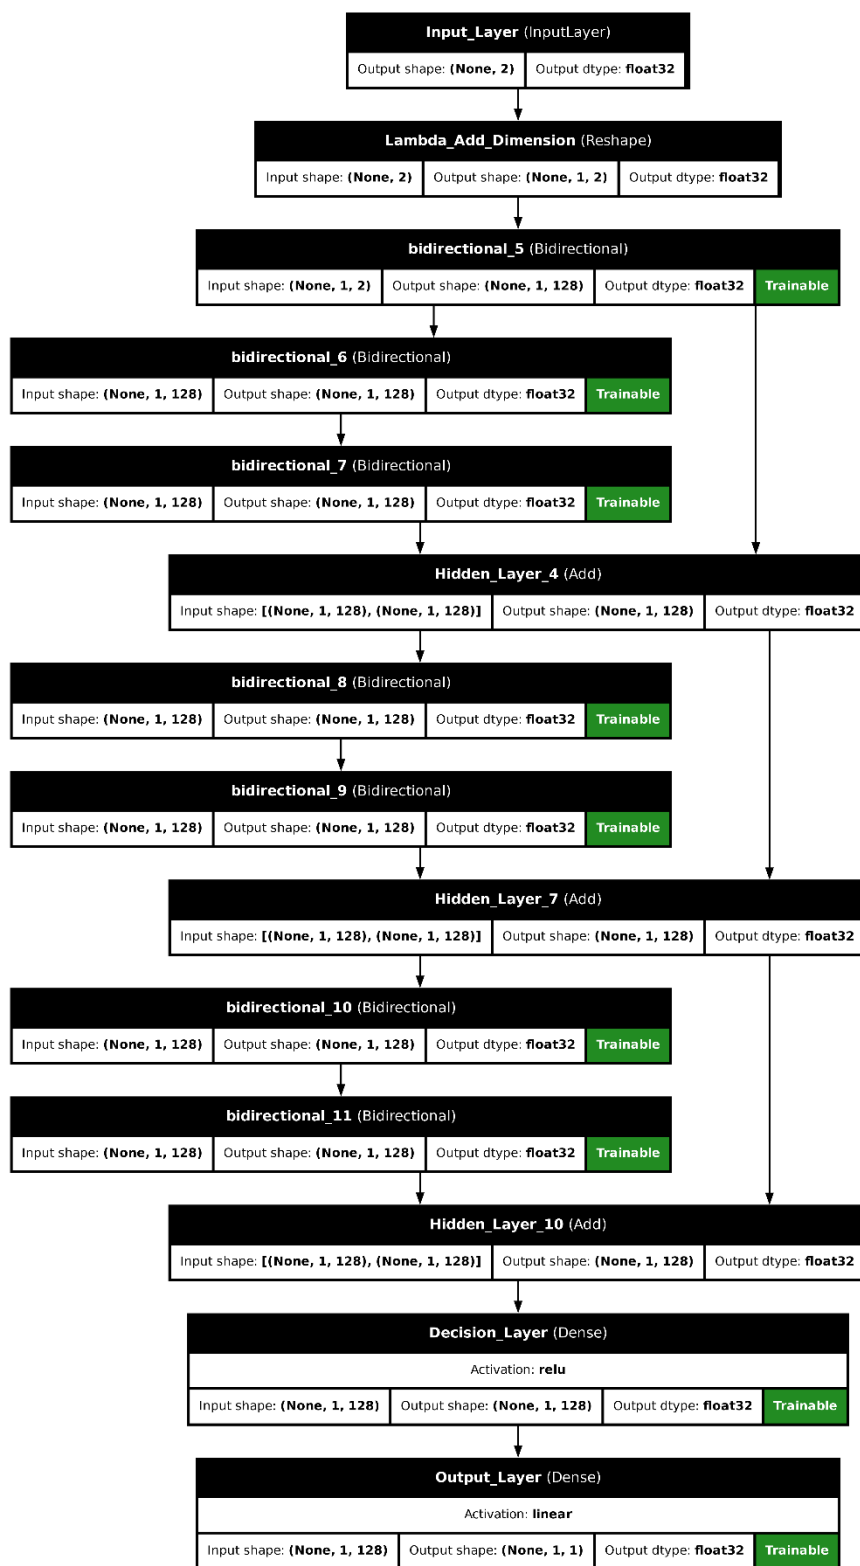 Input_Layer (InputLayer)
Output shape: (None, 2) Output dtype: float32
Lambda_Add_Dimension (Reshape)
Input shape: (None, 2) Output shape: (None, 1, 2) Output dtype: float32
bidirectional_5 (Bidirectional)
Input shape: (None, 1, 2) Output shape: (None, 1, 128) Output dtype: float32 Trainable
bidirectional_6 (Bidirectional)
Input shape: (None, 1, 128) Output shape: (None, 1, 128) Output dtype: float32 Trainable
bidirectional_7 (Bidirectional)
Input shape: (None, 1, 128) Output shape: (None, 1, 128) Output dtype: float32 Trainable
Hidden_Layer_4 (Add)
Input shape: [(None, 1, 128), (None, 1, 128)] Output shape: (None, 1, 128) Output dtype: float32
bidirectional_8 (Bidirectional)
Input shape: (None, 1, 128) Output shape: (None, 1, 128) Output dtype: float32 Trainable
bidirectional_9 (Bidirectional)
Input shape: (None, 1, 128) Output shape: (None, 1, 128) Output dtype: float32 Trainable
Hidden_Layer_7 (Add)
Input shape: [(None, 1, 128), (None, 1, 128)] Output shape: (None, 1, 128) Output dtype: float32
bidirectional_10 (Bidirectional)
Input shape: (None, 1, 128) Output shape: (None, 1, 128) Output dtype: float32 Trainable
bidirectional_11 (Bidirectional)
Input shape: (None, 1, 128) Output shape: (None, 1, 128) Output dtype: float32 Trainable
Hidden_Layer_10 (Add)
Input shape: [(None, 1, 128), (None, 1, 128)] Output shape: (None, 1, 128) Output dtype: float32
Decision_Layer (Dense)
Activation: relu
Input shape: (None, 1, 128) Output shape: (None, 1, 128) Output dtype: float32 Trainable
Output_Layer (Dense)
Activation: linear
Input shape: (None, 1, 128) Output shape: (None, 1, 1) Output dtype: float32 Trainable